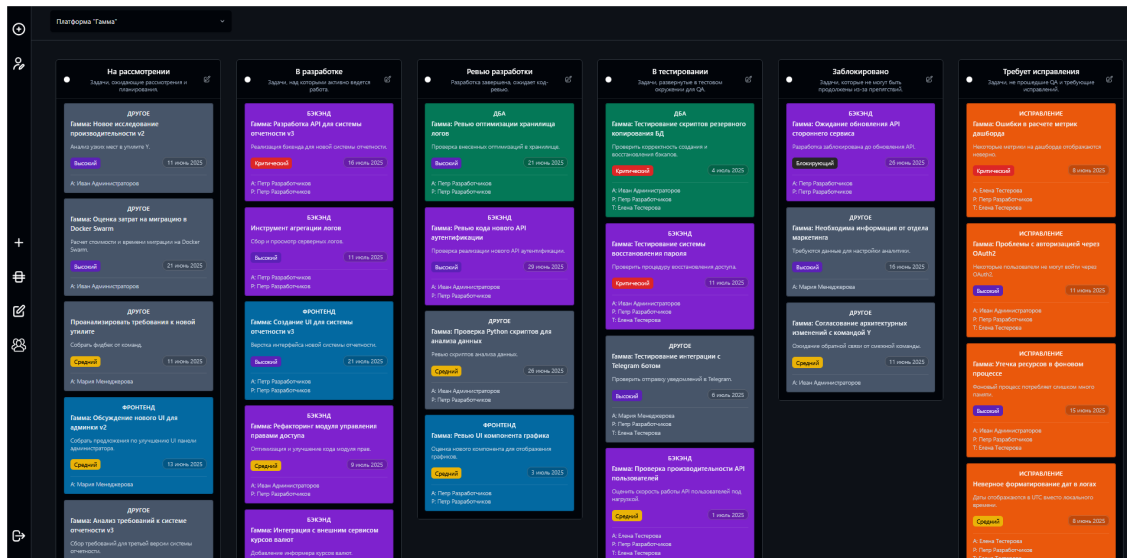 Платформа "Гамма"
На рассмотрении
Задачи, ожидающие рассмотрения и
планирования.
ДРУГОЕ
Гамма: Новое исследование
производительности v2
Анализ узких мест в утилите Y.
Высокий
11 июнь 2025
A: Иван Администраторов
ДРУГОЕ
Гамма: Оценка затрат на миграцию в
Docker Swarm
Расчет стоимости и времени миграции на Docker
Swarm.
Высокий
21 июнь 2025
A: Иван Администраторов
ДРУГОЕ
Проанализировать требования к новой
утилите
Собрать фидбек от команд.
Средний
11 июнь 2025
A: Мария Менеджерова
ФРОНТЕНД
Гамма: Обсуждение нового UI для
админки v2
Собрать предложения по улучшению UI панели
администратора.
Средний
13 июнь 2025
A: Мария Менеджерова
ДРУГОЕ
Гамма: Анализ требований к системе
отчетности v3
Сбор требований для третьей версии системы
отчетности.
В разработке
Задачи, над которыми активно ведется
работа.
БЭКЭНД
Гамма: Разработка API для системы
отчетности v3
Реализация бэкенда для новой системы отчетности.
Критический
16 июль 2025
A: Петр Разработчиков
P: Петр Разработчиков
БЭКЭНД
Инструмент агрегации логов
Сбор и просмотр серверных логов.
Высокий
11 июль 2025
A: Петр Разработчиков
P: Петр Разработчиков
ФРОНТЕНД
Гамма: Создание UI для системы
отчетности v3
Верстка интерфейса новой системы отчетности.
Высокий
21 июль 2025
A: Петр Разработчиков
P: Петр Разработчиков
БЭКЭНД
Гамма: Рефакторинг модуля управления
правами доступа
Оптимизация и улучшение кода модуля прав.
Средний
9 июль 2025
A: Иван Администраторов
P: Петр Разработчиков
БЭКЭНД
Гамма: Интеграция с внешним сервисом
курсов валют
Добавление информера курсов валют.
Ревью разработки
Разработка завершена, ожидает код-
ревью.
ДБА
Гамма: Ревью оптимизации хранилища
логов
Проверка внесенных оптимизаций в хранилище.
Высокий
21 июнь 2025
A: Петр Разработчиков
P: Петр Разработчиков
БЭКЭНД
Гамма: Ревью кода нового API
аутентификации
Проверка реализации нового API аутентификации.
Высокий
29 июнь 2025
A: Петр Разработчиков
P: Петр Разработчиков
ДРУГОЕ
Гамма: Проверка Python скриптов для
анализа данных
Ревью скриптов анализа данных.
Средний
26 июнь 2025
A: Иван Администраторов
P: Петр Разработчиков
ФРОНТЕНД
Гамма: Ревью UI компонента графика
Оценка нового компонента для отображения
графиков.
Средний
3 июль 2025
A: Петр Разработчиков
P: Петр Разработчиков
В тестировании
Задачи, развернутые в тестовом
окружении для QA.
ДБА
Гамма: Тестирование скриптов резервного
копирования БД
Проверить корректность создания и
восстановления бэкапов.
Критический
4 июль 2025
A: Иван Администраторов
P: Петр Разработчиков
T: Елена Тестерова
БЭКЭНД
Гамма: Тестирование системы
восстановления пароля
Проверить процедуру восстановления доступа.
Критический
11 июль 2025
A: Иван Администраторов
P: Петр Разработчиков
T: Елена Тестерова
ДРУГОЕ
Гамма: Тестирование интеграции с
Telegram ботом
Проверить отправку уведомлений в Telegram.
Высокий
6 июль 2025
A: Мария Менеджерова
P: Петр Разработчиков
T: Елена Тестерова
БЭКЭНД
Гамма: Проверка производительности API
пользователей
Оценить скорость работы API пользователей под
нагрузкой.
Средний
1 июль 2025
A: Елена Тестерова
P: Петр Разработчиков
T: Елена Тестерова
Заблокировано
Задачи, которые не могут быть
продолжены из-за препятствий.
БЭКЭНД
Гамма: Ожидание обновления API
стороннего сервиса
Разработка заблокирована до обновления API.
Блокирующий
26 июнь 2025
A: Петр Разработчиков
P: Петр Разработчиков
ДРУГОЕ
Гамма: Необходима информация от отдела
маркетинга
Требуются данные для настройки аналитики.
Высокий
16 июнь 2025
A: Мария Менеджерова
ДРУГОЕ
Гамма: Согласование архитектурных
изменений с командой Y
Ожидание обратной связи от смежной команды.
Средний
11 июнь 2025
A: Иван Администраторов
Требует исправления
Задачи, не прошедшие QA и требующие
исправлений.
ИСПРАВЛЕНИЕ
Гамма: Ошибки в расчете метрик
дашборда
Некоторые метрики на дашборде отображаются
неверно.
Критический
8 июнь 2025
A: Елена Тестерова
P: Петр Разработчиков
T: Елена Тестерова
ИСПРАВЛЕНИЕ
Гамма: Проблемы с авторизацией через
OAuth2
Некоторые пользователи не могут войти через
OAuth2.
Высокий
11 июнь 2025
A: Иван Администраторов
P: Петр Разработчиков
T: Елена Тестерова
ИСПРАВЛЕНИЕ
Гамма: Утечка ресурсов в фоновом
процессе
Фоновый процесс потребляет слишком много
памяти.
Высокий
15 июнь 2025
A: Иван Администраторов
P: Петр Разработчиков
T: Елена Тестерова
ИСПРАВЛЕНИЕ
Неверное форматирование дат в логах
Даты отображаются в UTC вместо локального
времени.
Средний
8 июнь 2025
A: Елена Тестерова
P: Петр Разработчиков